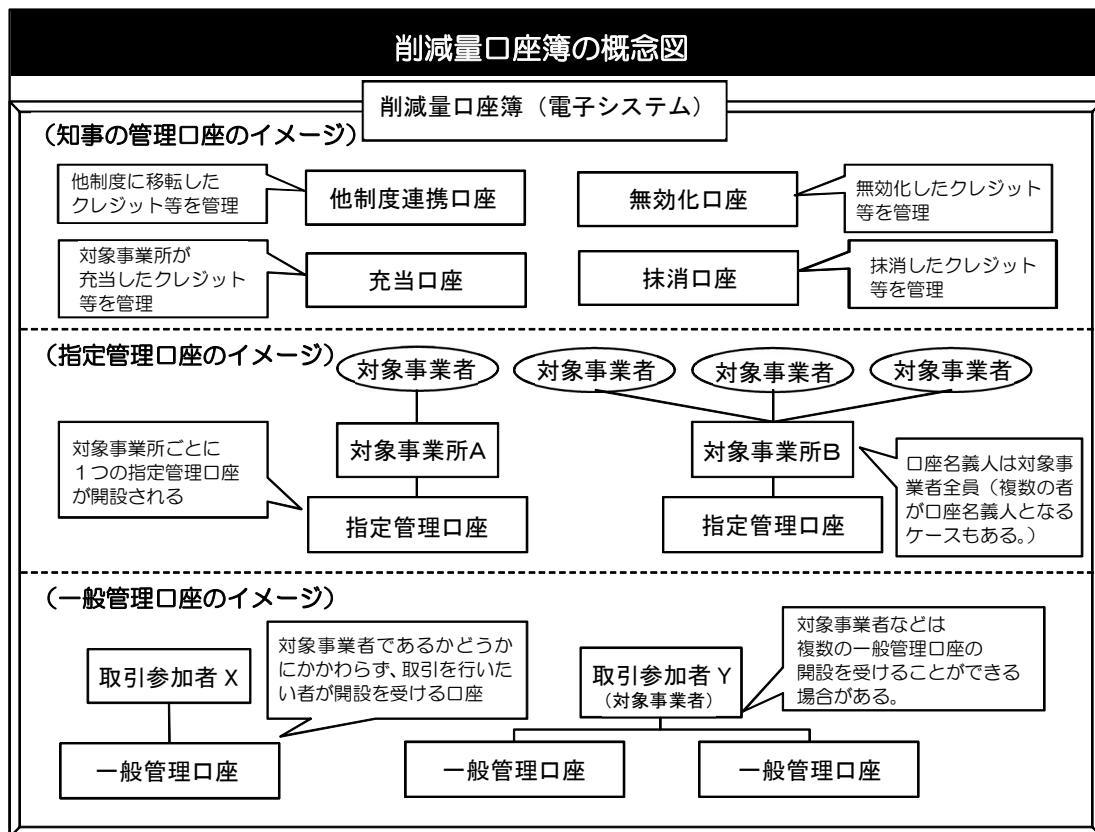 削減量口座簿の概念図
削減量口座簿（電子システム）
（知事の管理口座のイメージ）
他制度に移転した
クレジット等を管理
他制度連携口座
無効化口座
無効化したクレジット
等を管理
対象事業所が
充当したクレジット
等を管理
充当口座
抹消口座
抹消したクレジット
等を管理
（指定管理口座のイメージ）
対象事業者
対象事業者
対象事業者
対象事業者
対象事業所ごとに
１つの指定管理口座
が開設される
対象事業所Ａ
対象事業所Ｂ
口座名義人は対象事
業者全員（複数の者
が口座名義人となる
ケースもある。）
指定管理口座
指定管理口座
（一般管理口座のイメージ）
取引参加者Ｘ
対象事業者であるかどうか
にかかわらず、取引を行いた
い者が開設を受ける口座
取引参加者Ｙ
（対象事業者）
対象事業者などは
複数の一般管理口座の
開設を受けることができる
場合がある。
一般管理口座
一般管理口座
一般管理口座